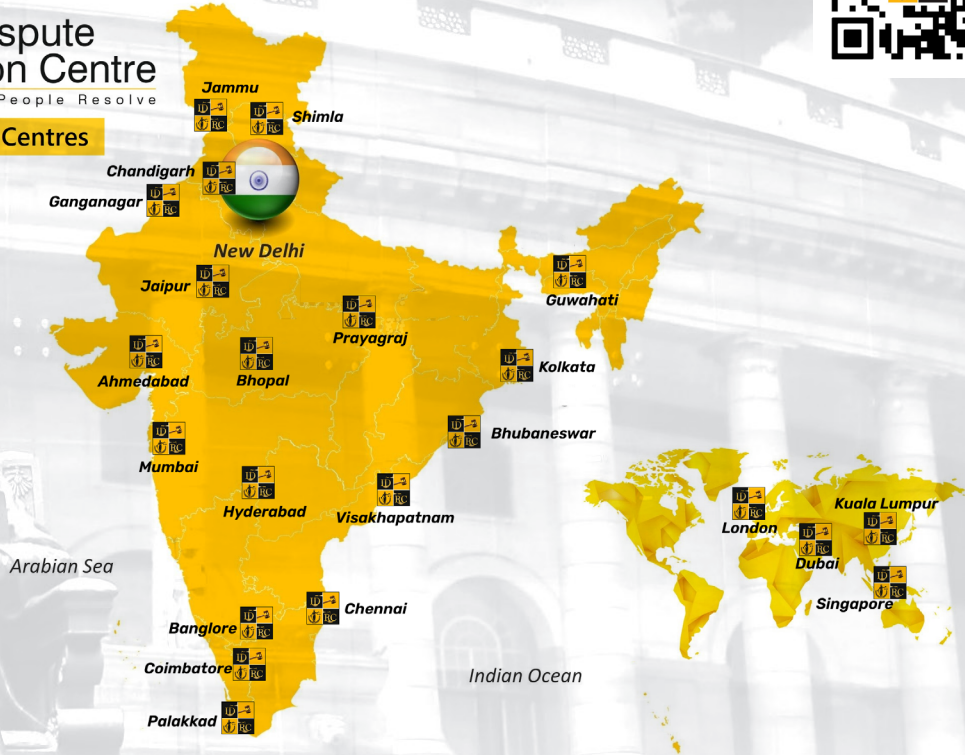 spute
on Centre
People Resolve
Centres
Jammu
Shimla
Chandigarh
Ganganagar
New Delhi
Jaipur
Guwahati
Prayagraj
Ahmedabad
Bhopal
Kolkata
Bhubaneswar
Mumbai
Hyderabad
Visakhapatnam
Kuala Lumpur
London
Dubai
Singapore
Arabian Sea
Chennai
Banglore
Coimbatore
Indian Ocean
Palakkad